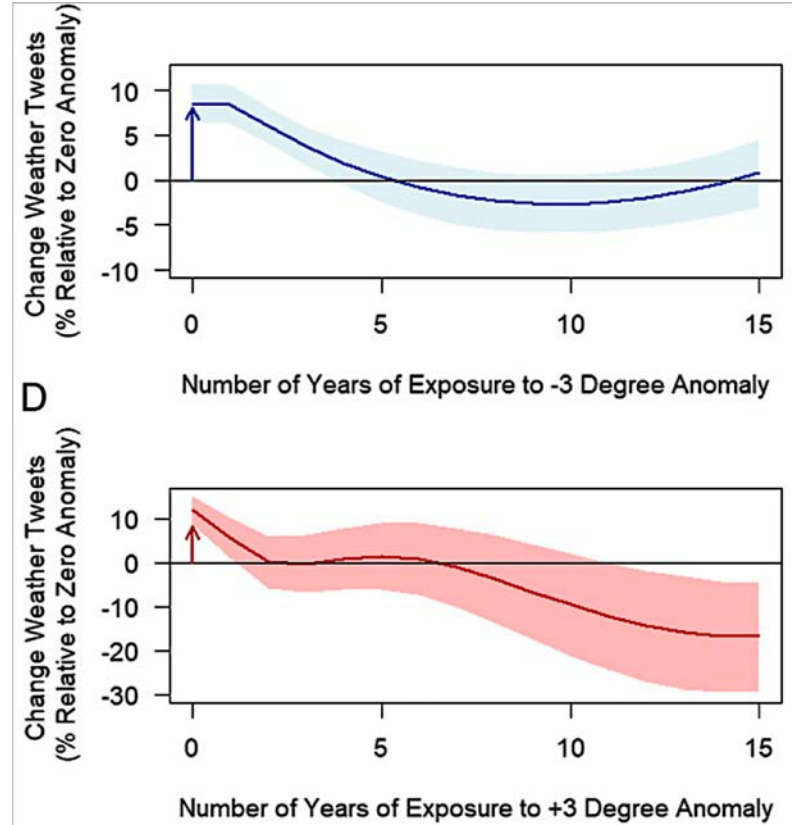 Change Weather Tweets
(% Relative to Zero Anomaly)
10
5
0
-5
-10
0
5
10
15
Number of Years of Exposure to -3 Degree Anomaly
D
Change Weather Tweets
(% Relative to Zero Anomaly)
10
0
-10
-20
-30
0
5
10
15
Number of Years of Exposure to +3 Degree Anomaly